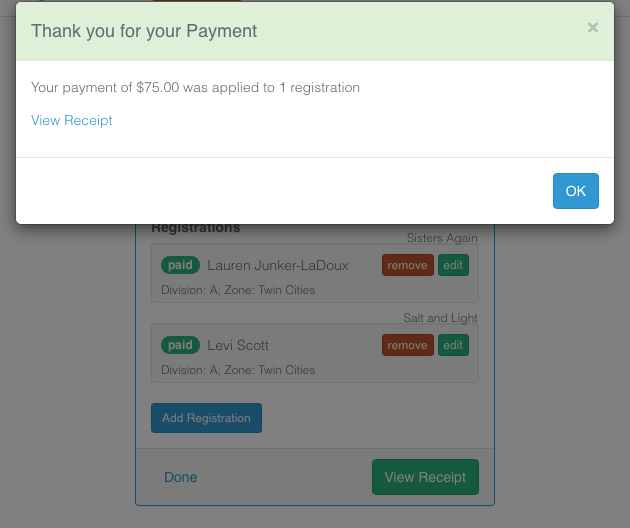 Thank you for your Payment
×
Your payment of $75.00 was applied to 1 registration
View Receipt
OK
Registrations
Sisters Again
paid Lauren Junker-LaDoux remove edit
Division: A; Zone: Twin Cities
Salt and Light
paid Levi Scott remove edit
Division: A; Zone: Twin Cities
Add Registration
Done View Receipt